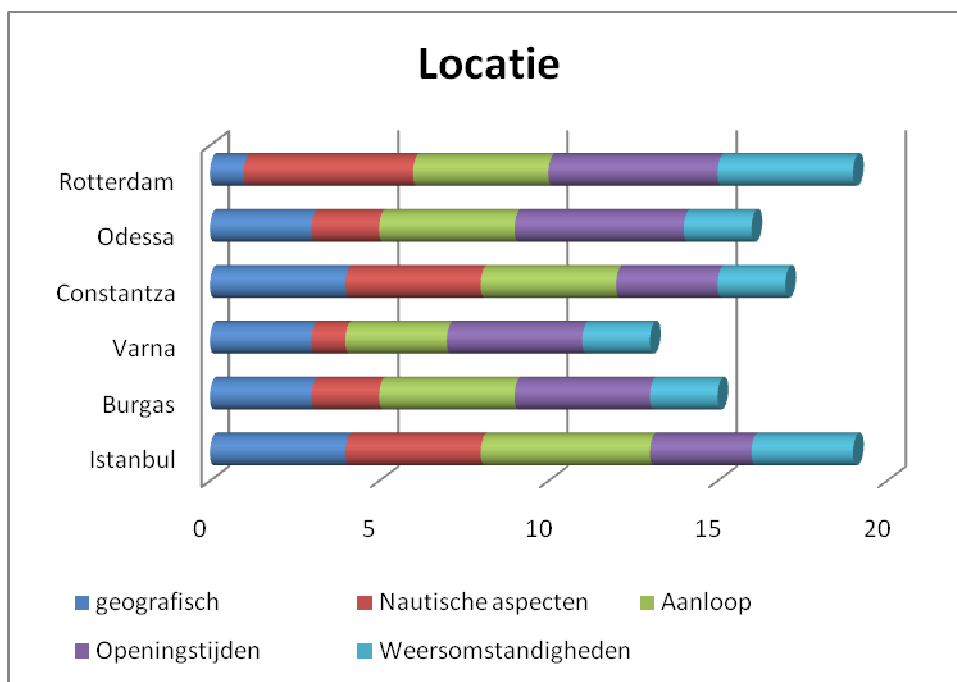 Locatie
Rotterdam
Odessa
Constantza
Varna
Burgas
Istanbul
0 5 10 15 20
geografisch Nautische aspecten Aanloop
Openingstijden Weersomstandigheden